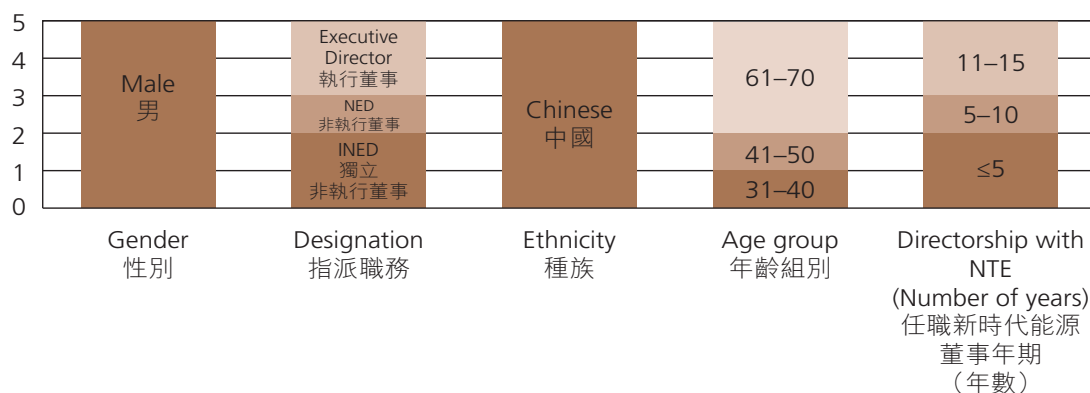 5
4
3
2
1
0
Male
男
Executive
Director
執行董事
NED
非執行董事
INED
獨立
非執行董事
Chinese
中國
61–70
41–50
31–40
11–15
5–10
≤5
Gender
性別
Designation
指派職務
Ethnicity
種族
Age group
年齡組別
Directorship with
NTE
(Number of years)
任職新時代能源
董事年期
（年數）